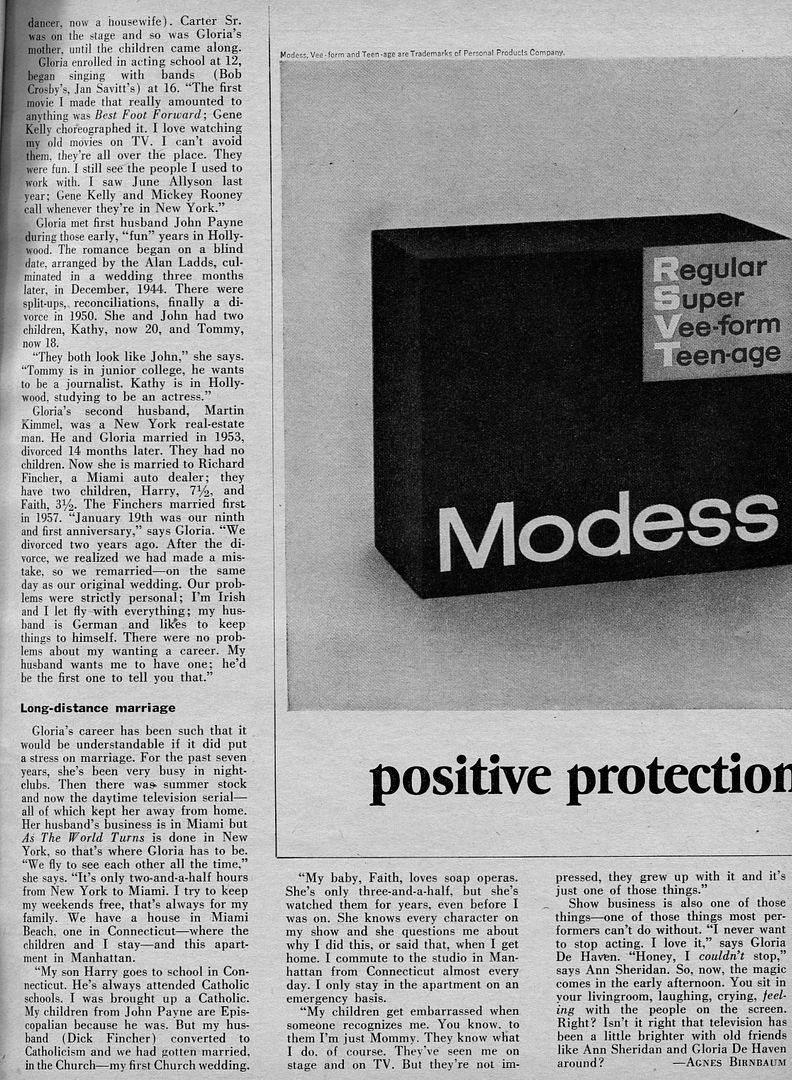 dancer, now a housewife). Carter Sr.
was on the stage and so was Gloria's
mother, until the children came along.
Gloria enrolled in acting school at 12,
began singing with bands (Bob
Crosby's, Jan Savitt's) at 16. “The first
movie I made that really amounted to
anything was Best Foot Forward; Gene
Kelly choreographed it. I love watching
my old movies on TV. I can't avoid
them, they're all over the place. They
were fun. I still see the people I used to
work with. I saw June Allyson last
year; Gene Kelly and Mickey Rooney
call whenever they're in New York.”
Gloria met first husband John Payne
during those early, “fun” years in Holly-
wood. The romance began on a blind
date, arranged by the Alan Ladds, cul-
minated in a wedding three months
later, in December, 1944. There were
split-ups, reconciliations, finally a di-
vorce in 1950. She and John had two
children, Kathy, now 20, and Tommy,
now 18.
“They both look like John,” she says.
“Tommy is in junior college, he wants
to be a journalist. Kathy is in Holly-
wood, studying to be an actress.”
Gloria's second husband, Martin
Kimmel, was a New York real-estate
man. He and Gloria married in 1953,
divorced 14 months later. They had no
children. Now she is married to Richard
Fincher, a Miami auto dealer; they
have two children, Harry, 7½, and
Faith, 3½. The Finchers married first
in 1957. “January 19th was our ninth
and first anniversary,” says Gloria. “We
divorced two years ago. After the di-
vorce, we realized we had made a mis-
take, so we remarried—on the same
day as our original wedding. Our prob-
lems were strictly personal; I'm Irish
and I let fly with everything; my hus-
band is German and likes to keep
things to himself. There were no prob-
lems about my wanting a career. My
husband wants me to have one; he'd
be the first one to tell you that.”
Long-distance marriage
Gloria's career has been such that it
would be understandable if it did put
a stress on marriage. For the past seven
years, she's been very busy in night-
clubs. Then there was summer stock
and now the daytime television serial—
all of which kept her away from home.
Her husband's business is in Miami but
As The World Turns is done in New
York, so that's where Gloria has to be.
“We fly to see each other all the time,”
she says. “It's only two-and-a-half hours
from New York to Miami. I try to keep
my weekends free, that's always for my
family. We have a house in Miami
Beach, one in Connecticut—where the
children and I stay—and this apart-
ment in Manhattan.
“My son Harry goes to school in Con-
necticut. He's always attended Catholic
schools. I was brought up a Catholic.
My children from John Payne are Epis-
copalian because he was. But my hus-
band (Dick Fincher) converted to
Catholicism and we had gotten married,
in the Church—my first Church wedding.
Modess, Vee-form and Teen-age are Trademarks of Personal Products Company.
Regular
Super
Vee-form
Teen-age
Modess
positive protection
“My baby, Faith, loves soap operas.
She's only three-and-a-half, but she's
watched them for years, even before I
was on. She knows every character on
my show and she questions me about
why I did this, or said that, when I get
home. I commute to the studio in Man-
hattan from Connecticut almost every
day. I only stay in the apartment on an
emergency basis.
“My children get embarrassed when
someone recognizes me. You know, to
them I'm just Mommy. They know what
I do, of course. They've seen me on
stage and on TV. But they're not im-
pressed, they grew up with it and it's
just one of those things.”
Show business is also one of those
things—one of those things most per-
formers can't do without. “I never want
to stop acting. I love it,” says Gloria
De Haven. “Honey, I couldn't stop,”
says Ann Sheridan. So, now, the magic
comes in the early afternoon. You sit in
your livingroom, laughing, crying, feel-
ing with the people on the screen.
Right? Isn't it right that television has
been a little brighter with old friends
like Ann Sheridan and Gloria De Haven
around? —AGNES BIRNBAUM